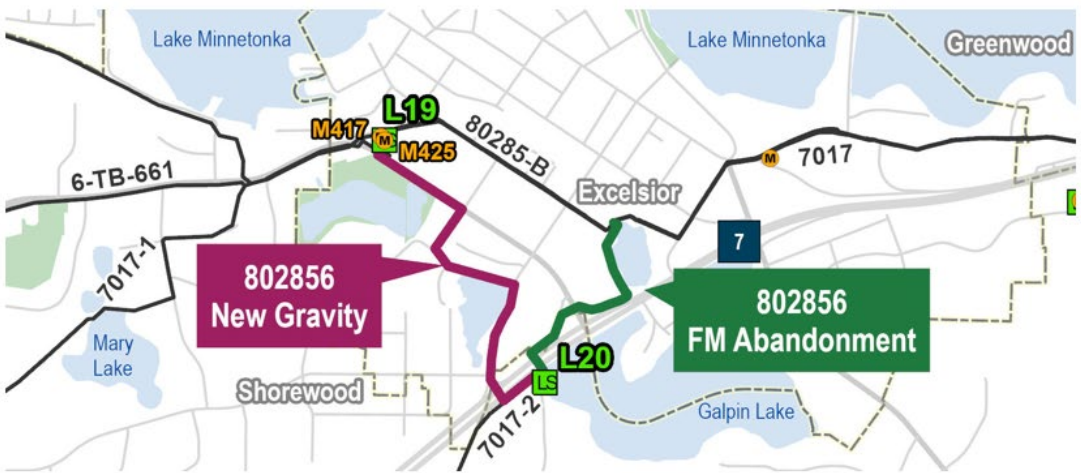 Lake Minnetonka
Lake Minnetonka
Greenwood
L19
M417
M
M425
80285-B
6-TB-661
M
7017
Excelsior
7
7017-1
802856
New Gravity
802856
FM Abandonment
Mary
Lake
L20
LS
Shorewood
7017-2
Galpin Lake